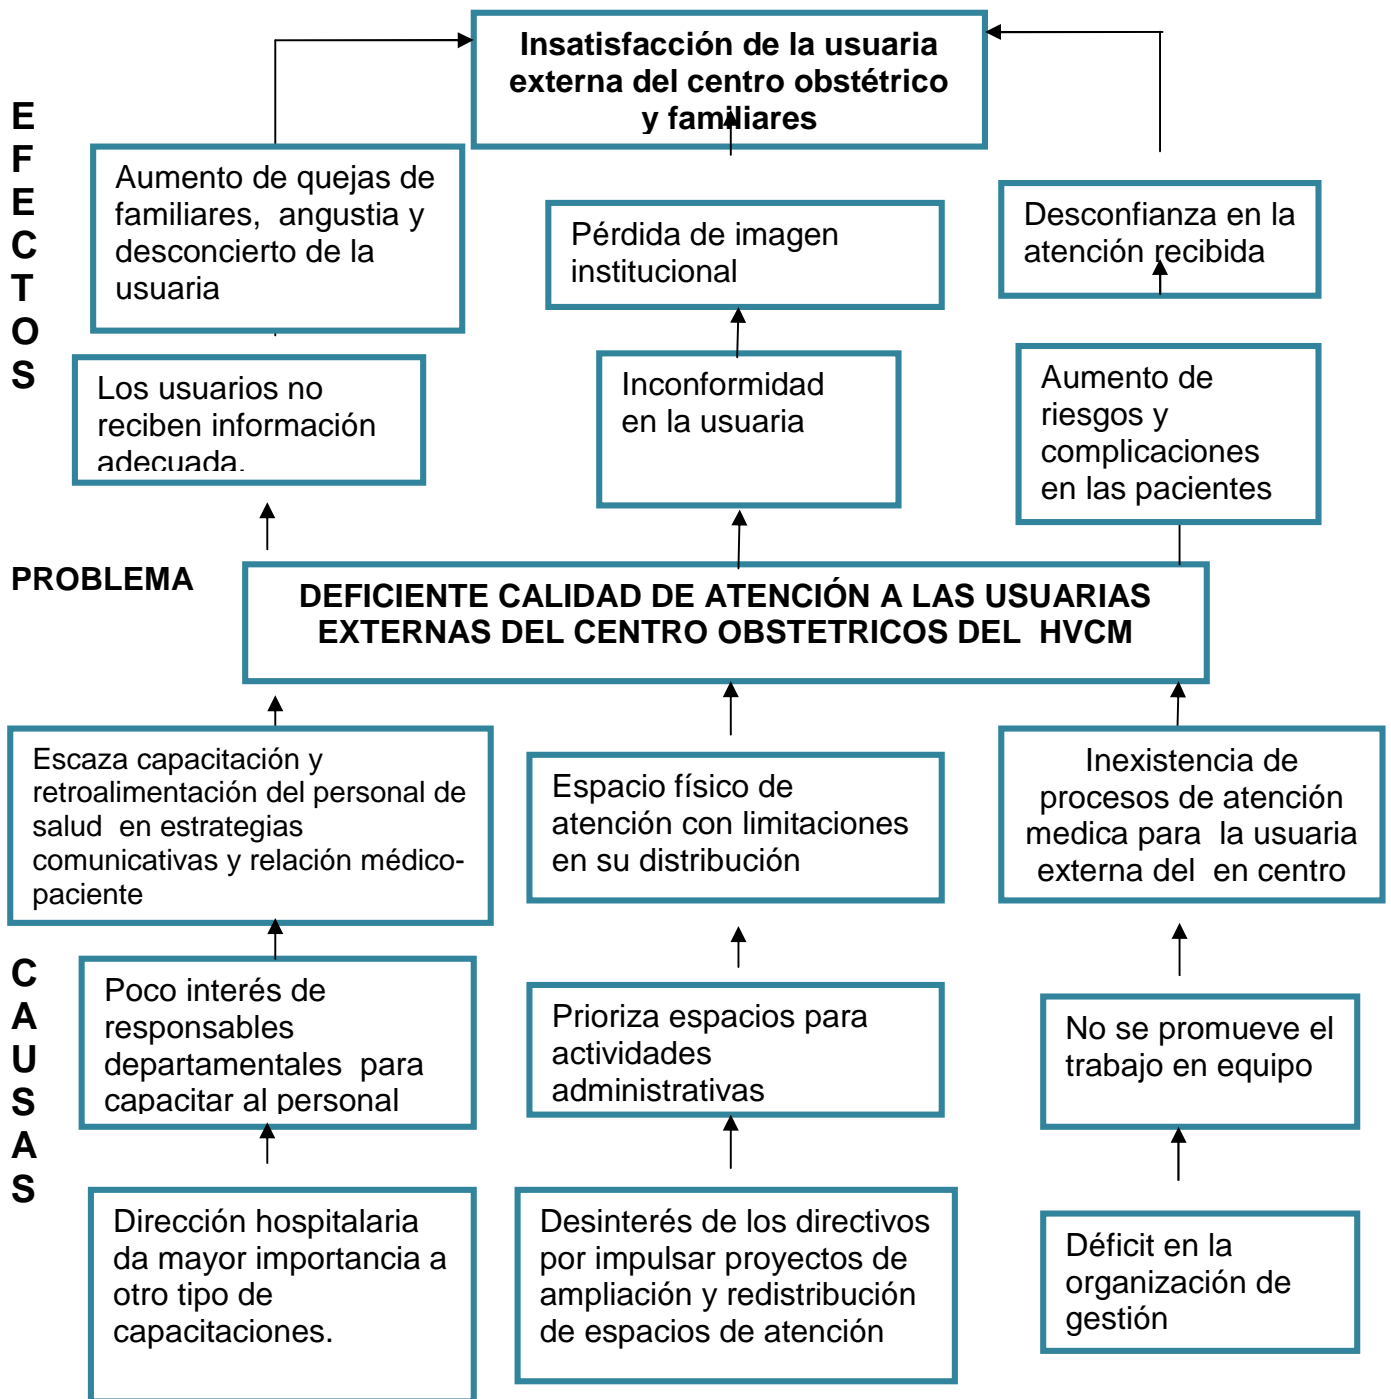 Insatisfacción de la usuaria
externa del centro obstétrico
y familiares
EFECTOS
Aumento de quejas de
familiares, angustia y
desconcierto de la
usuaria
Pérdida de imagen
institucional
Desconfianza en la
atención recibida
Los usuarios no
reciben información
adecuada.
Inconformidad
en la usuaria
Aumento de
riesgos y
complicaciones
en las pacientes
PROBLEMA
DEFICIENTE CALIDAD DE ATENCIÓN A LAS USUARIAS
EXTERNAS DEL CENTRO OBSTETRICOS DEL HVCM
Escaza capacitación y
retroalimentación del personal de
salud en estrategias
comunicativas y relación médico-
paciente
Espacio físico de
atención con limitaciones
en su distribución
Inexistencia de
procesos de atención
medica para la usuaria
externa del en centro
CAUSAS
Poco interés de
responsables
departamentales para
capacitar al personal
Prioriza espacios para
actividades
administrativas
No se promueve el
trabajo en equipo
Dirección hospitalaria
da mayor importancia a
otro tipo de
capacitaciones.
Desinterés de los directivos
por impulsar proyectos de
ampliación y redistribución
de espacios de atención
Déficit en la
organización de
gestión